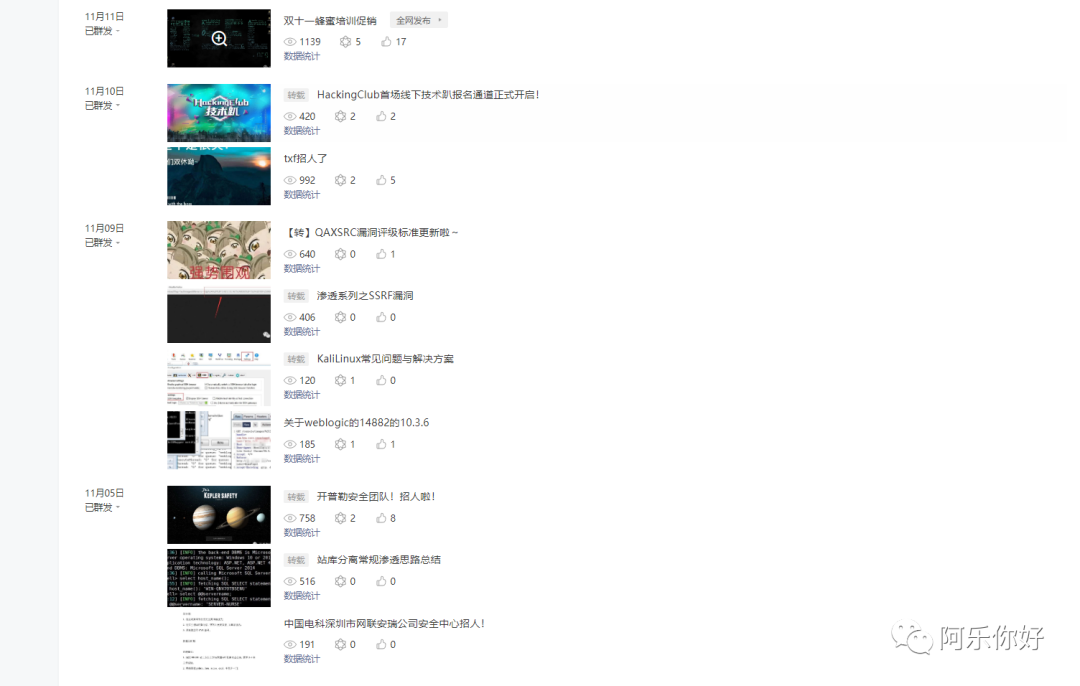 11月11日
已群发
双十一蜂蜜培训促销 全网发布
1139 5 17
数据统计
11月10日
已群发
HackingClub
技术趴
转载 HackingClub首场线下技术趴报名通道正式开启！
420 2 2
数据统计
txf招人了
992 2 5
数据统计
11月09日
已群发
强势围观
【转】QAXSRC漏洞评级标准更新啦～
640 0 1
数据统计
转载 渗透系列之SSRF漏洞
406 0 0
数据统计
转载 KaliLinux常见问题与解决方案
120 1 0
数据统计
关于weblogic的14882的10.3.6
185 1 1
数据统计
11月05日
已群发
KEPLER SAFETY
转载 开普勒安全团队！招人啦！
758 2 8
数据统计
转载 站库分离常规渗透思路总结
516 0 0
数据统计
中国电科深圳市网联安瑞公司安全中心招人！
191 0 0
数据统计
阿乐你好